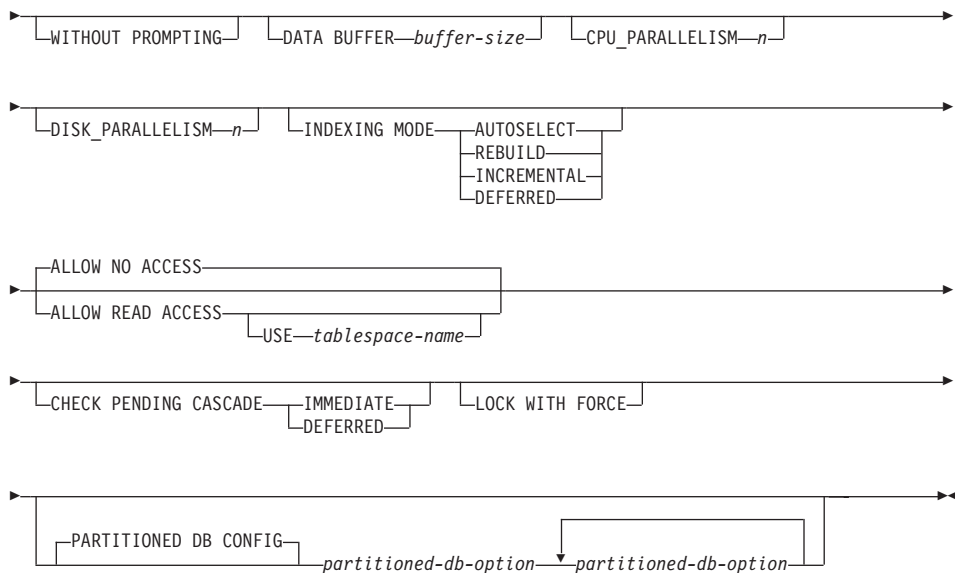 WITHOUT PROMPTING DATA BUFFER buffer-size CPU_PARALLELISM n
DISK_PARALLELISM n INDEXING MODE AUTOSELECT
REBUILD
INCREMENTAL
DEFERRED
ALLOW NO ACCESS
ALLOW READ ACCESS
USE tablespace-name
CHECK PENDING CASCADE IMMEDIATE LOCK WITH FORCE
DEFERRED
PARTITIONED DB CONFIG
partitioned-db-option partitioned-db-option